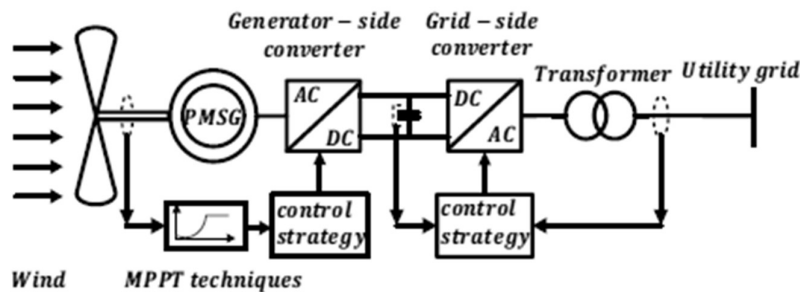 Generator-side
converter
Grid-side
converter
Transformer
Utility grid
PMSG
AC
DC
DC
AC
control
strategy
control
strategy
Wind
MPPT techniques